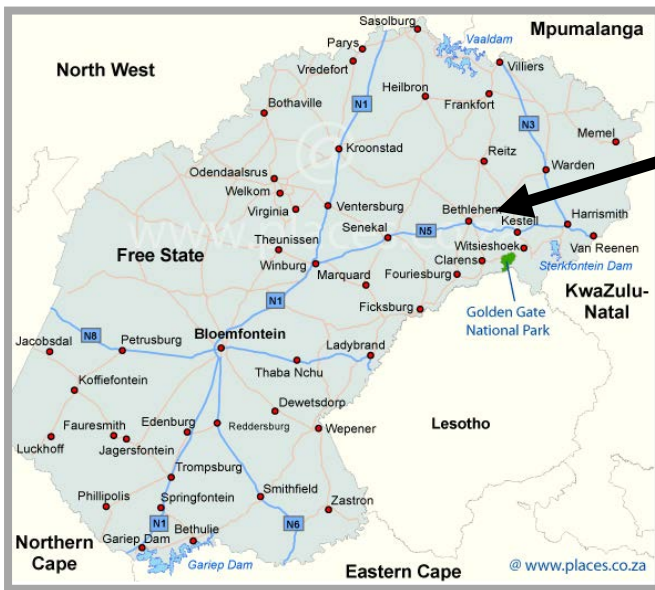 Sasolburg
Mpumalanga
Vaaldam
Parys
North West
Vredefort
Villiers
Heilbron
Bothaville
N1
Frankfort
N3
Memel
Kroonstad
Reitz
Odendaalsrus
Warden
Welkom
Virginia
Ventersburg
Bethlehem
Harrismith
Kestell
Senekal
N5
Theunissen
Witsieshoek
Van Reenen
Free State
Winburg
Clarens
Marquard
Fouriesburg
Sterkfontein Dam
KwaZulu-
Natal
N1
Ficksburg
Golden Gate
National Park
N8
Bloemfontein
Jacobsdal
Petrusburg
Ladybrand
Thaba Nchu
Koffiefontein
Dewetsdorp
Lesotho
Fauresmith
Edenburg
Reddersburg
Wepener
Luckhoff
Jagersfontein
Trompsburg
Phillipolis
Springfontein
Smithfield
Zastron
N1
N6
Northern
Cape
Gariep Dam
Bethulie
Gariep Dam
Eastern Cape
@ www.places.co.za